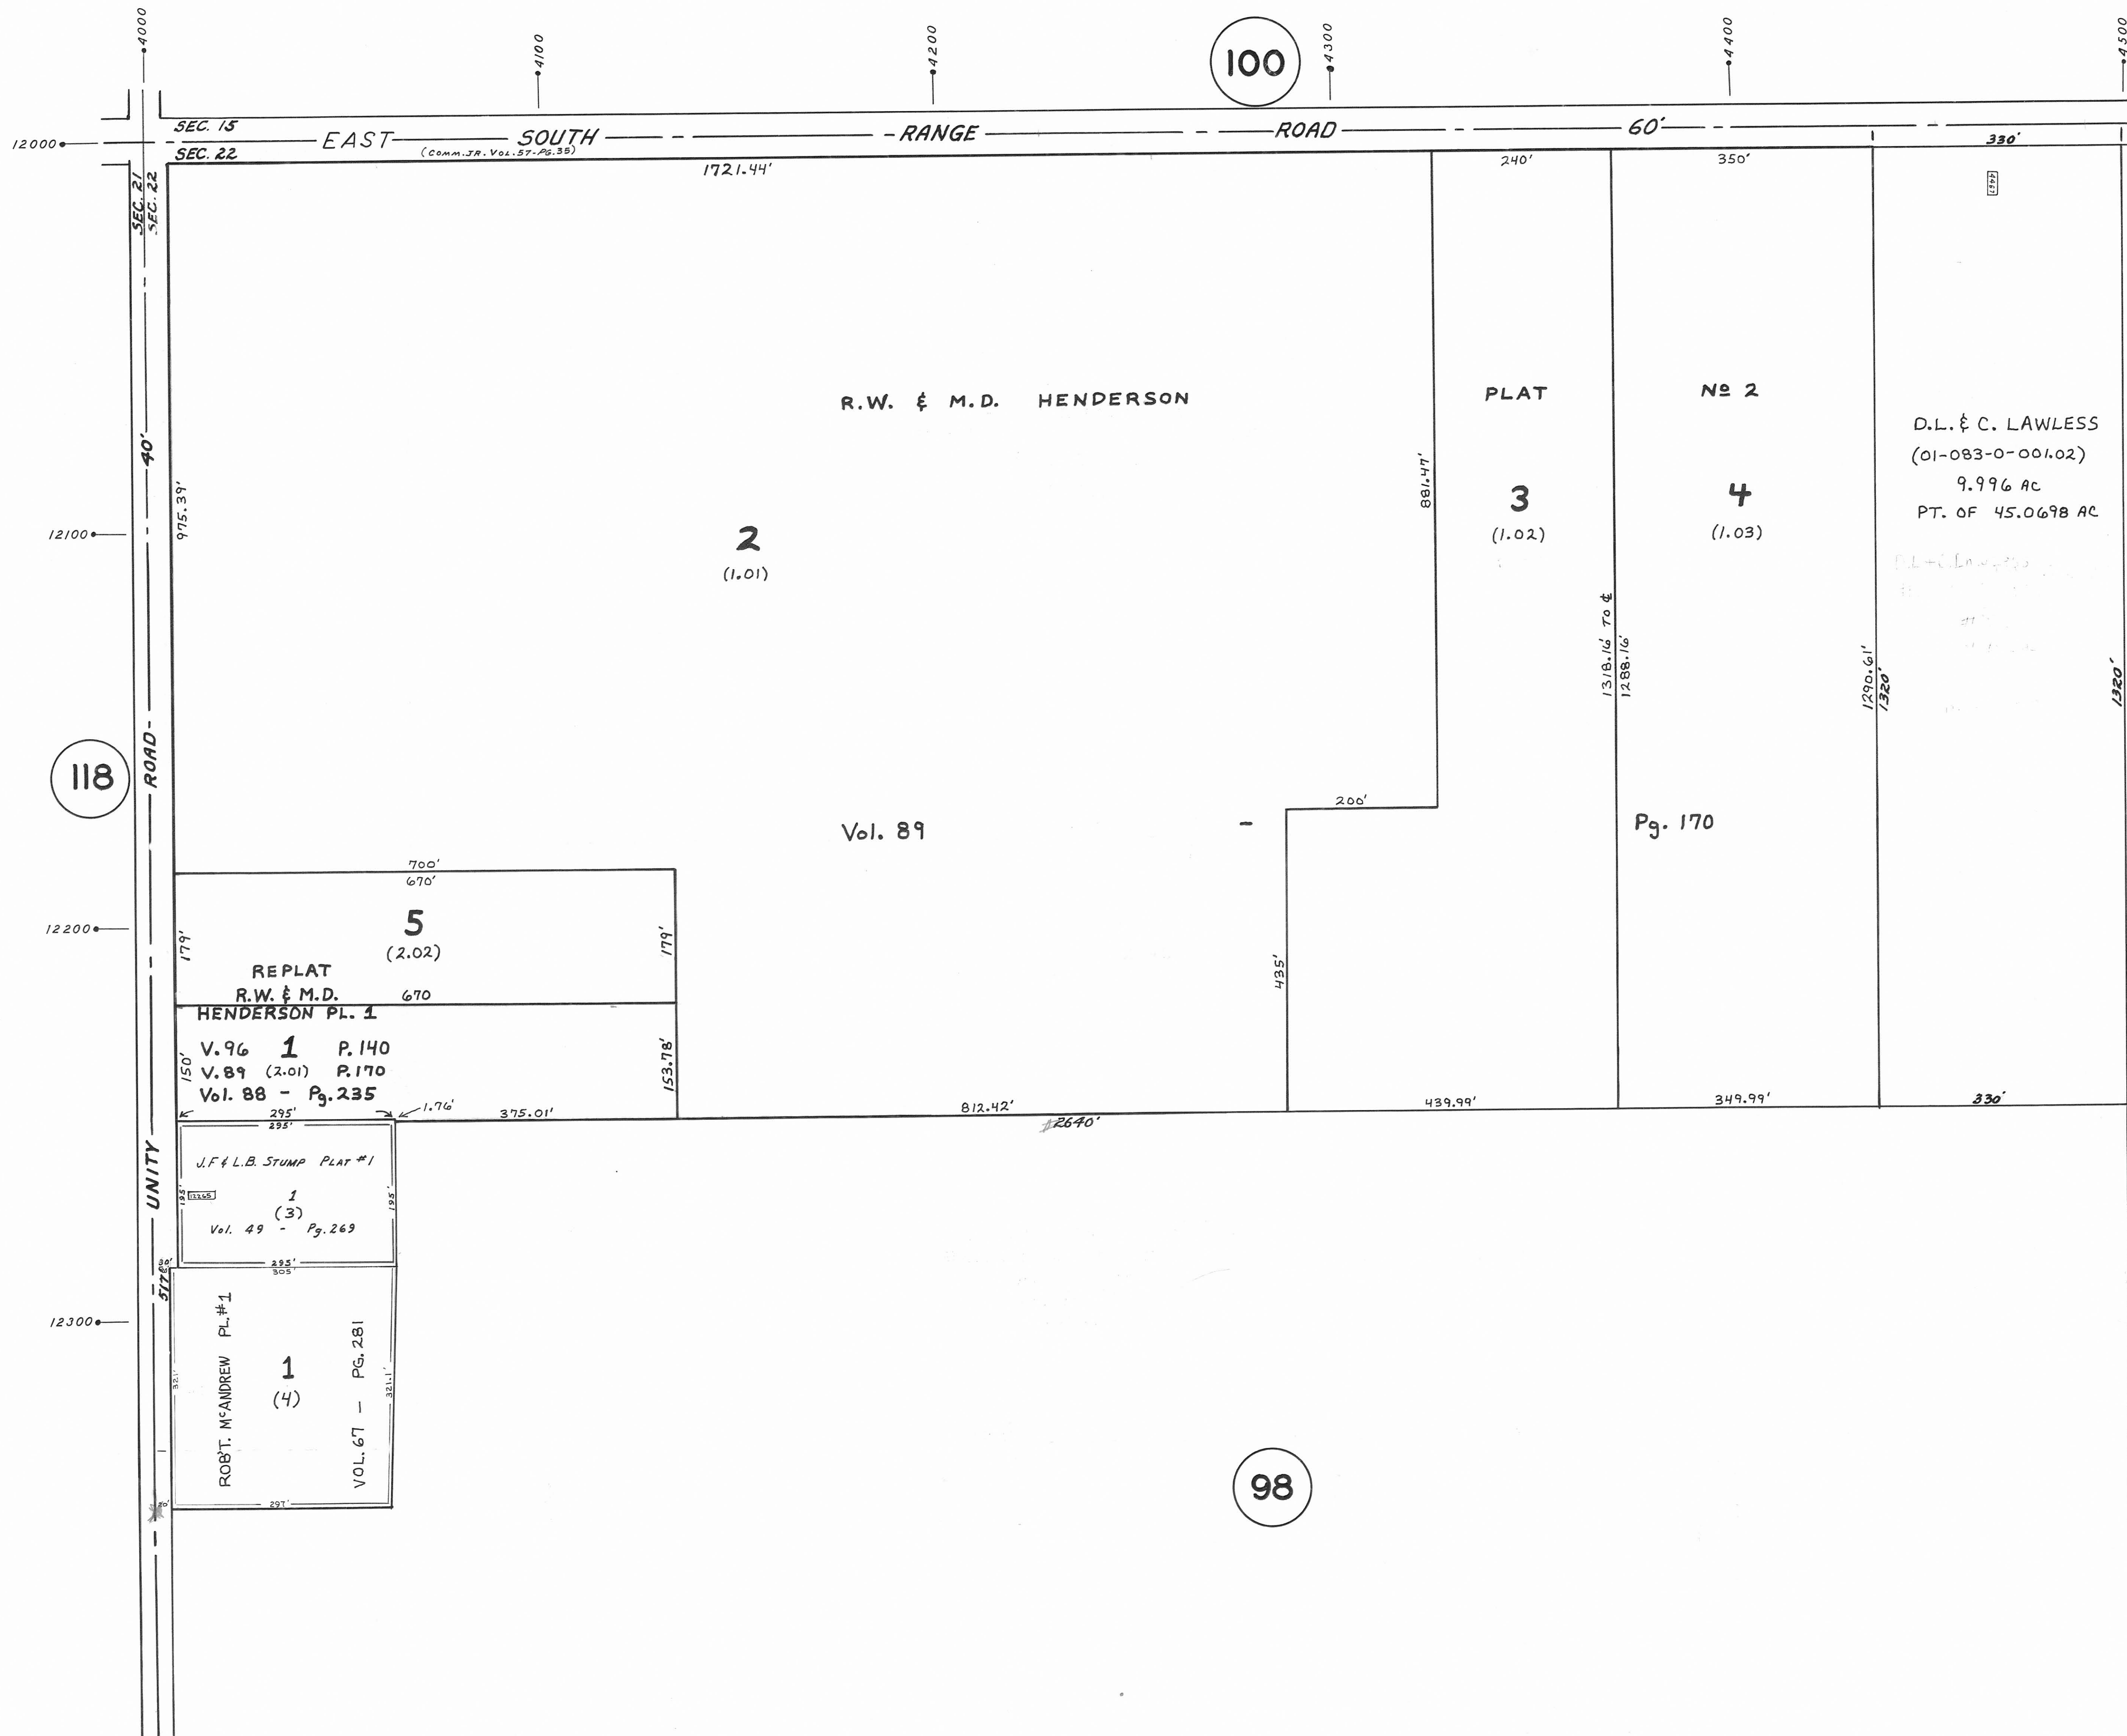 4000
4100
4200
100
4300
4400
4500
SEC. 15
12000
EAST SOUTH RANGE ROAD 60'
SEC. 22
(COMM. JR. VOL. 57-PG. 35)
330'
1721.44'
240'
350'
SEC. 21
SEC. 22
4467
R.W. & M.D. HENDERSON PLAT Nº 2
40'
D.L. & C. LAWLESS
(01-083-0-001.02)
9.996 AC
PT. OF 45.0698 AC
975.39'
881.47'
12100
2
(1.01)
3
(1.02)
4
(1.03)
1318.16' TO ℄
1288.16'
1290.61'
1320'
1320'
118
ROAD
200'
Vol. 89 - Pg. 170
700'
670'
12200
5
(2.02)
179'
179'
435'
REPLAT
R.W. & M.D.
670
HENDERSON PL. 1
V. 96 1 P. 140
V. 89 (2.01) P. 170
Vol. 88 - Pg. 235
150'
153.78'
295'
1.76'
375.01'
812.42'
439.99'
349.99'
330'
2640'
295'
UNITY
J.F & L.B. STUMP PLAT #1
195'
12265
1
(3)
195'
Vol. 49 - Pg. 269
295'
305'
12300
ROB'T. McANDREW PL. #1
1
(4)
VOL. 67 - PG. 281
321'
321.1'
297'
98